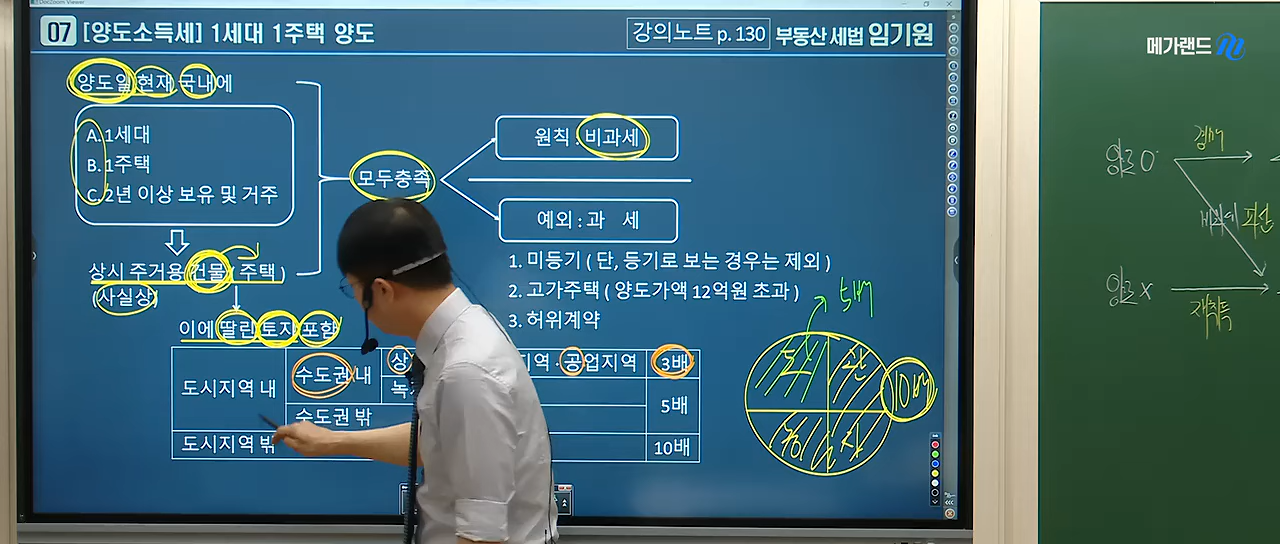 07 [양도소득세] 1세대 1주택 양도
강의노트 p. 130
부동산 세법 임기원
메가랜드
양도일 현재 국내에
A. 1세대
B. 1주택
C. 2년 이상 보유 및 거주
모두충족
원칙 : 비과세
예외 : 과 세
상시 주거용 건물 ( 주택 )
(사실상)
이에 딸린 토지 포함
1. 미등기 ( 단, 등기로 보는 경우는 제외 )
2. 고가주택 ( 양도가액 12억원 초과 )
3. 허위계약
도시지역 내
수도권 내
지역 · 공업지역
3배
수도권 밖
5배
도시지역 밖
10배
5배
10배
양도 O
양도 X
재취득